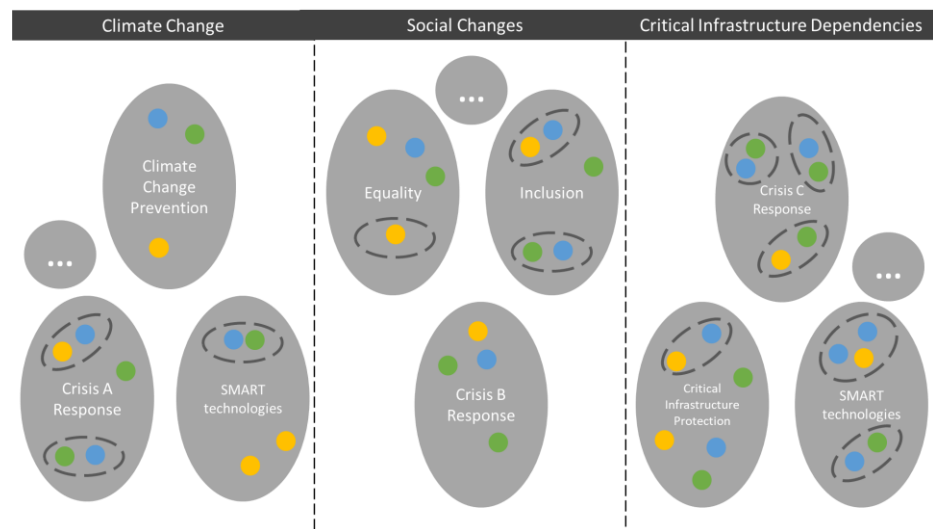 Climate Change
Social Changes
Critical Infrastructure Dependencies
...
Climate
Change
Prevention
Equality
Inclusion
Crisis C
Response
...
...
Crisis A
Response
SMART
technologies
Crisis B
Response
Critical
Infrastructure
Protection
SMART
technologies